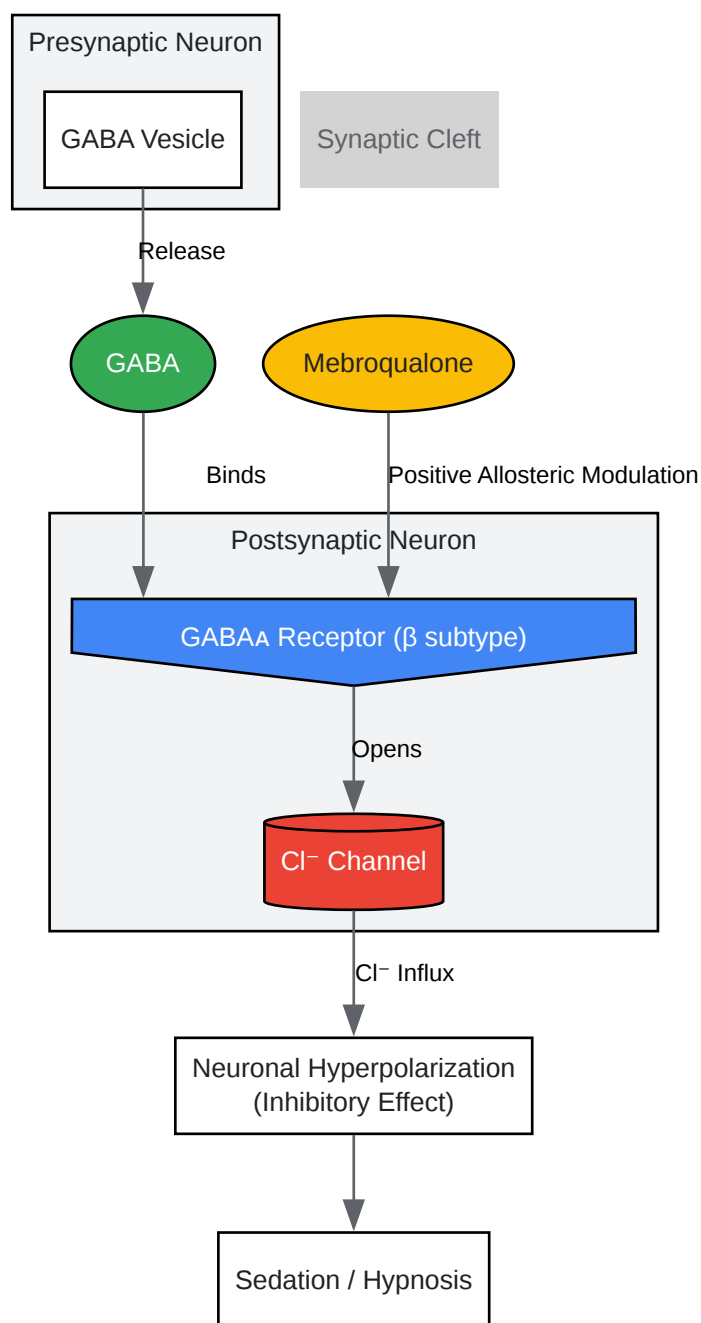 Presynaptic Neuron
GABA Vesicle
Synaptic Cleft
Release
GABA
Mebroqualone
Binds
Positive Allosteric Modulation
Postsynaptic Neuron
GABAᴀ Receptor (β subtype)
Opens
Cl⁻ Channel
Cl⁻ Influx
Neuronal Hyperpolarization
(Inhibitory Effect)
Sedation / Hypnosis